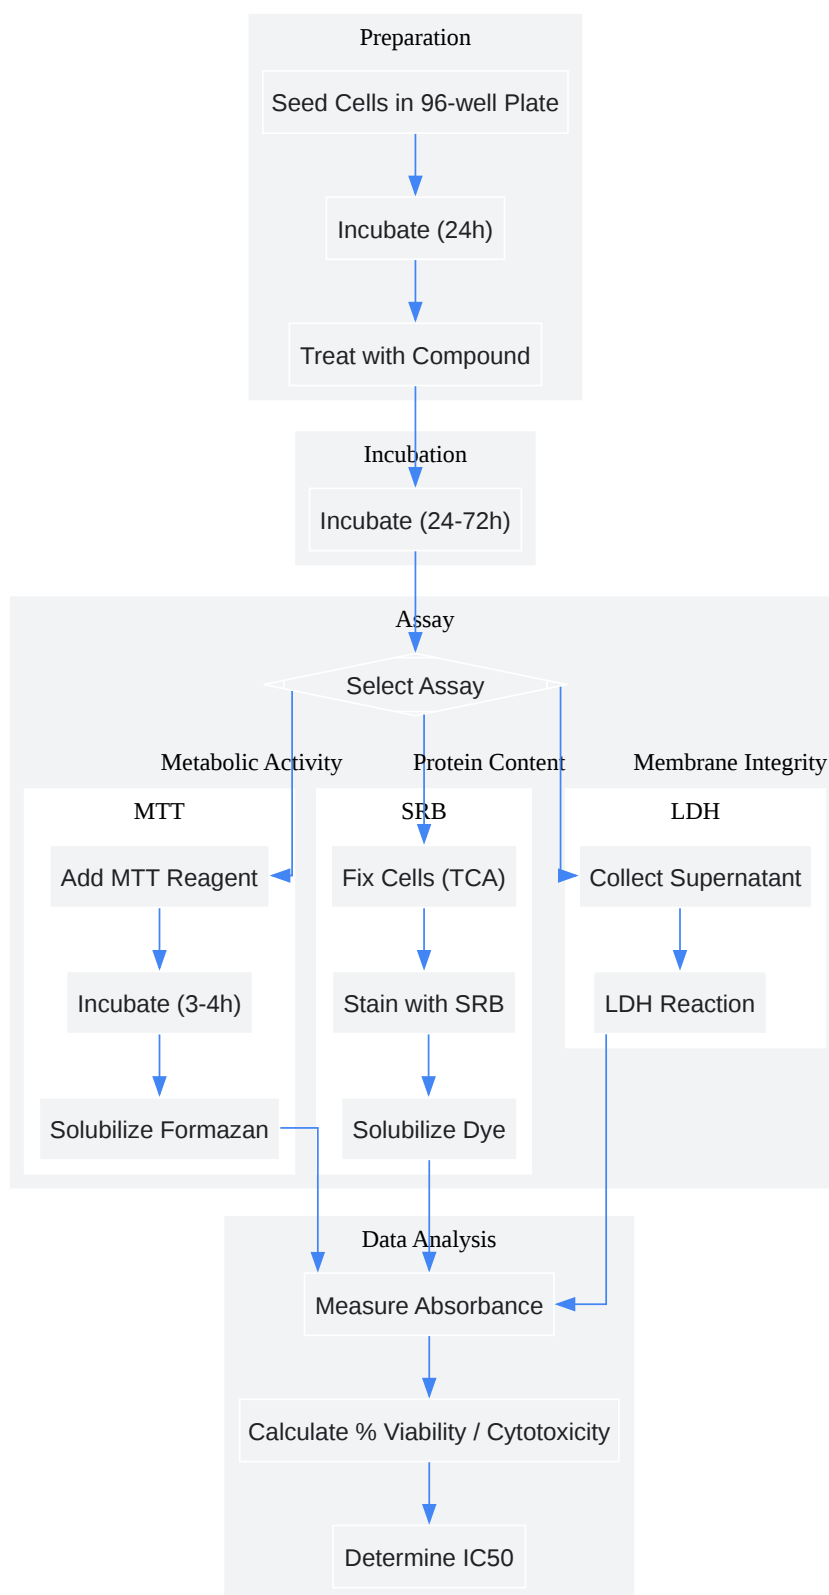 Preparation
Seed Cells in 96-well Plate
Incubate (24h)
Treat with Compound
Incubation
Incubate (24-72h)
Assay
Select Assay
Metabolic Activity
Protein Content
Membrane Integrity
MTT
SRB
LDH
Add MTT Reagent
Fix Cells (TCA)
Collect Supernatant
Incubate (3-4h)
Stain with SRB
LDH Reaction
Solubilize Formazan
Solubilize Dye
Data Analysis
Measure Absorbance
Calculate % Viability / Cytotoxicity
Determine IC50